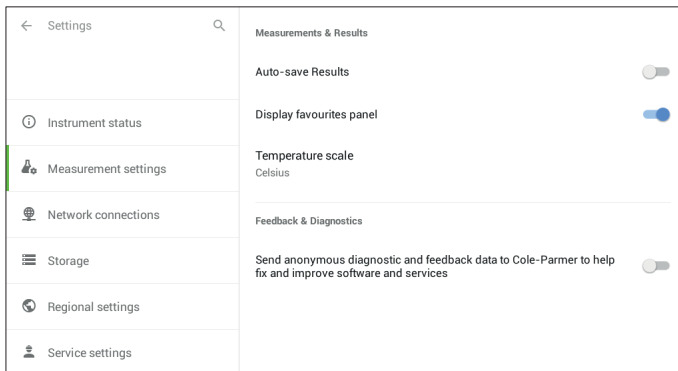 Settings
Instrument status
Measurement settings
Network connections
Storage
Regional settings
Service settings
Measurements & Results
Auto-save Results
Display favourites panel
Temperature scale
Celsius
Feedback & Diagnostics
Send anonymous diagnostic and feedback data to Cole-Parmer to help
fix and improve software and services